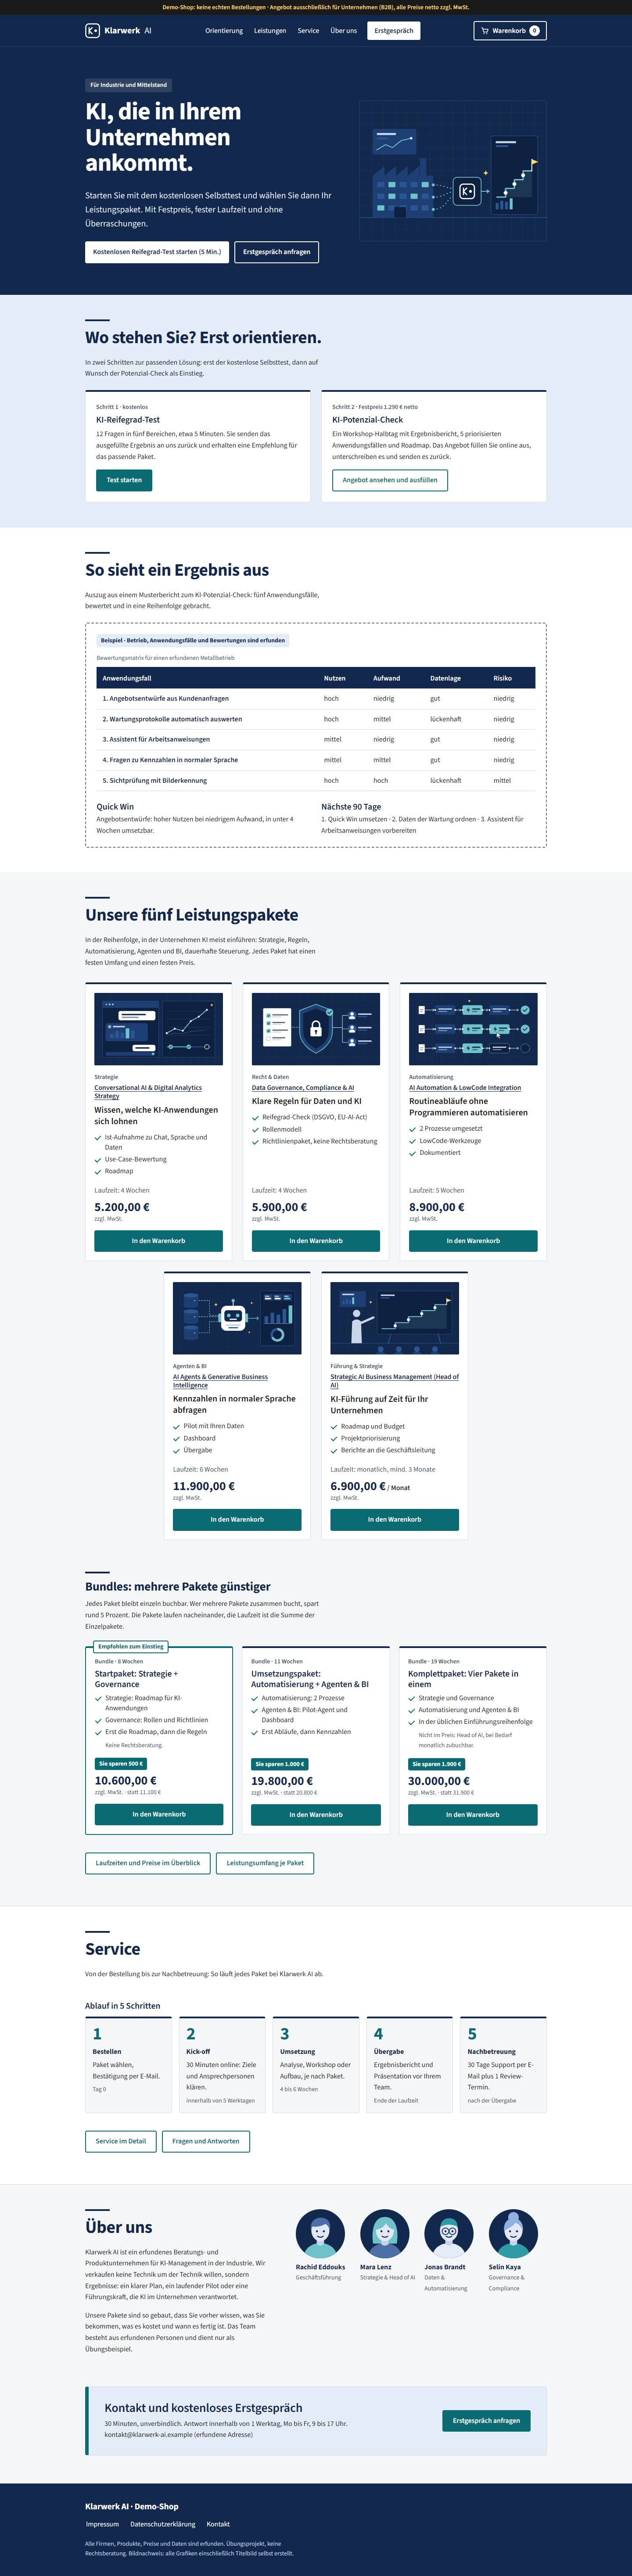 Demo-Shop: keine echten Bestellungen · Angebot ausschließlich für Unternehmen (B2B), alle Preise netto zzgl. MwSt.
K Klarwerk AI
Orientierung Leistungen Service Über uns Erstgespräch Warenkorb 0
Für Industrie und Mittelstand
KI, die in Ihrem
Unternehmen
ankommt.
Starten Sie mit dem kostenlosen Selbsttest und wählen Sie dann Ihr
Leistungspaket. Mit Festpreis, fester Laufzeit und ohne
Überraschungen.
Kostenlosen Reifegrad-Test starten (5 Min.) Erstgespräch anfragen
K
Wo stehen Sie? Erst orientieren.
In zwei Schritten zur passenden Lösung: erst der kostenlose Selbsttest, dann auf
Wunsch der Potenzial-Check als Einstieg.
Schritt 1 · kostenlos
KI-Reifegrad-Test
12 Fragen in fünf Bereichen, etwa 5 Minuten. Sie senden das
ausgefüllte Ergebnis an uns zurück und erhalten eine Empfehlung für
das passende Paket.
Test starten
Schritt 2 · Festpreis 1.290 € netto
KI-Potenzial-Check
Ein Workshop-Halbtag mit Ergebnisbericht, 5 priorisierten
Anwendungsfällen und Roadmap. Das Angebot füllen Sie online aus,
unterschreiben es und senden es zurück.
Angebot ansehen und ausfüllen
So sieht ein Ergebnis aus
Auszug aus einem Musterbericht zum KI-Potenzial-Check: fünf Anwendungsfälle,
bewertet und in eine Reihenfolge gebracht.
Beispiel · Betrieb, Anwendungsfälle und Bewertungen sind erfunden
Bewertungsmatrix für einen erfundenen Metallbetrieb
Anwendungsfall Nutzen Aufwand Datenlage Risiko
1. Angebotsentwürfe aus Kundenanfragen hoch niedrig gut niedrig
2. Wartungsprotokolle automatisch auswerten hoch mittel lückenhaft niedrig
3. Assistent für Arbeitsanweisungen mittel niedrig gut niedrig
4. Fragen zu Kennzahlen in normaler Sprache mittel mittel gut niedrig
5. Sichtprüfung mit Bilderkennung hoch hoch lückenhaft mittel
Quick Win
Angebotsentwürfe: hoher Nutzen bei niedrigem Aufwand, in unter 4
Wochen umsetzbar.
Nächste 90 Tage
1. Quick Win umsetzen · 2. Daten der Wartung ordnen · 3. Assistent für
Arbeitsanweisungen vorbereiten
Unsere fünf Leistungspakete
In der Reihenfolge, in der Unternehmen KI meist einführen: Strategie, Regeln,
Automatisierung, Agenten und BI, dauerhafte Steuerung. Jedes Paket hat einen
festen Umfang und einen festen Preis.
Strategie
Conversational AI & Digital Analytics
Strategy
Wissen, welche KI-Anwendungen
sich lohnen
Ist-Aufnahme zu Chat, Sprache und
Daten
Use-Case-Bewertung
Roadmap
Laufzeit: 4 Wochen
5.200,00 €
zzgl. MwSt.
In den Warenkorb
Recht & Daten
Data Governance, Compliance & AI
Klare Regeln für Daten und KI
Reifegrad-Check (DSGVO, EU-AI-Act)
Rollenmodell
Richtlinienpaket, keine Rechtsberatung
Laufzeit: 4 Wochen
5.900,00 €
zzgl. MwSt.
In den Warenkorb
Automatisierung
AI Automation & LowCode Integration
Routineabläufe ohne
Programmieren automatisieren
2 Prozesse umgesetzt
LowCode-Werkzeuge
Dokumentiert
Laufzeit: 5 Wochen
8.900,00 €
zzgl. MwSt.
In den Warenkorb
Agenten & BI
AI Agents & Generative Business
Intelligence
Kennzahlen in normaler Sprache
abfragen
Pilot mit Ihren Daten
Dashboard
Übergabe
Laufzeit: 6 Wochen
11.900,00 €
zzgl. MwSt.
In den Warenkorb
Führung & Strategie
Strategic AI Business Management (Head of
AI)
KI-Führung auf Zeit für Ihr
Unternehmen
Roadmap und Budget
Projektpriorisierung
Berichte an die Geschäftsleitung
Laufzeit: monatlich, mind. 3 Monate
6.900,00 € / Monat
zzgl. MwSt.
In den Warenkorb
Bundles: mehrere Pakete günstiger
Jedes Paket bleibt einzeln buchbar. Wer mehrere Pakete zusammen bucht, spart
rund 5 Prozent. Die Pakete laufen nacheinander, die Laufzeit ist die Summe der
Einzelpakete.
Empfohlen zum Einstieg
Bundle · 8 Wochen
Startpaket: Strategie +
Governance
Strategie: Roadmap für KI-
Anwendungen
Governance: Rollen und Richtlinien
Erst die Roadmap, dann die Regeln
Keine Rechtsberatung.
Sie sparen 500 €
10.600,00 €
zzgl. MwSt. · statt 11.100 €
In den Warenkorb
Bundle · 11 Wochen
Umsetzungspaket:
Automatisierung + Agenten & BI
Automatisierung: 2 Prozesse
Agenten & BI: Pilot-Agent und
Dashboard
Erst Abläufe, dann Kennzahlen
Sie sparen 1.000 €
19.800,00 €
zzgl. MwSt. · statt 20.800 €
In den Warenkorb
Bundle · 19 Wochen
Komplettpaket: Vier Pakete in
einem
Strategie und Governance
Automatisierung und Agenten & BI
In der üblichen Einführungsreihenfolge
Nicht im Preis: Head of AI, bei Bedarf
monatlich zubuchbar.
Sie sparen 1.900 €
30.000,00 €
zzgl. MwSt. · statt 31.900 €
In den Warenkorb
Laufzeiten und Preise im Überblick Leistungsumfang je Paket
Service
Von der Bestellung bis zur Nachbetreuung: So läuft jedes Paket bei Klarwerk AI ab.
Ablauf in 5 Schritten
1
Bestellen
Paket wählen,
Bestätigung per E-Mail.
Tag 0
2
Kick-off
30 Minuten online: Ziele
und Ansprechpersonen
klären.
innerhalb von 5 Werktagen
3
Umsetzung
Analyse, Workshop oder
Aufbau, je nach Paket.
4 bis 6 Wochen
4
Übergabe
Ergebnisbericht und
Präsentation vor Ihrem
Team.
Ende der Laufzeit
5
Nachbetreuung
30 Tage Support per E-
Mail plus 1 Review-
Termin.
nach der Übergabe
Service im Detail Fragen und Antworten
Über uns
Klarwerk AI ist ein erfundenes Beratungs- und
Produktunternehmen für KI-Management in der Industrie. Wir
verkaufen keine Technik um der Technik willen, sondern
Ergebnisse: ein klarer Plan, ein laufender Pilot oder eine
Führungskraft, die KI im Unternehmen verantwortet.
Unsere Pakete sind so gebaut, dass Sie vorher wissen, was Sie
bekommen, was es kostet und wann es fertig ist. Das Team
besteht aus erfundenen Personen und dient nur als
Übungsbeispiel.
Rachid Eddouks
Geschäftsführung
Mara Lenz
Strategie & Head of AI
Jonas Brandt
Daten &
Automatisierung
Selin Kaya
Governance &
Compliance
Kontakt und kostenloses Erstgespräch
30 Minuten, unverbindlich. Antwort innerhalb von 1 Werktag, Mo bis Fr, 9 bis 17 Uhr.
kontakt@klarwerk-ai.example (erfundene Adresse)
Erstgespräch anfragen
Klarwerk AI · Demo-Shop
Impressum Datenschutzerklärung Kontakt
Alle Firmen, Produkte, Preise und Daten sind erfunden. Übungsprojekt, keine
Rechtsberatung. Bildnachweis: alle Grafiken einschließlich Titelbild selbst erstellt.